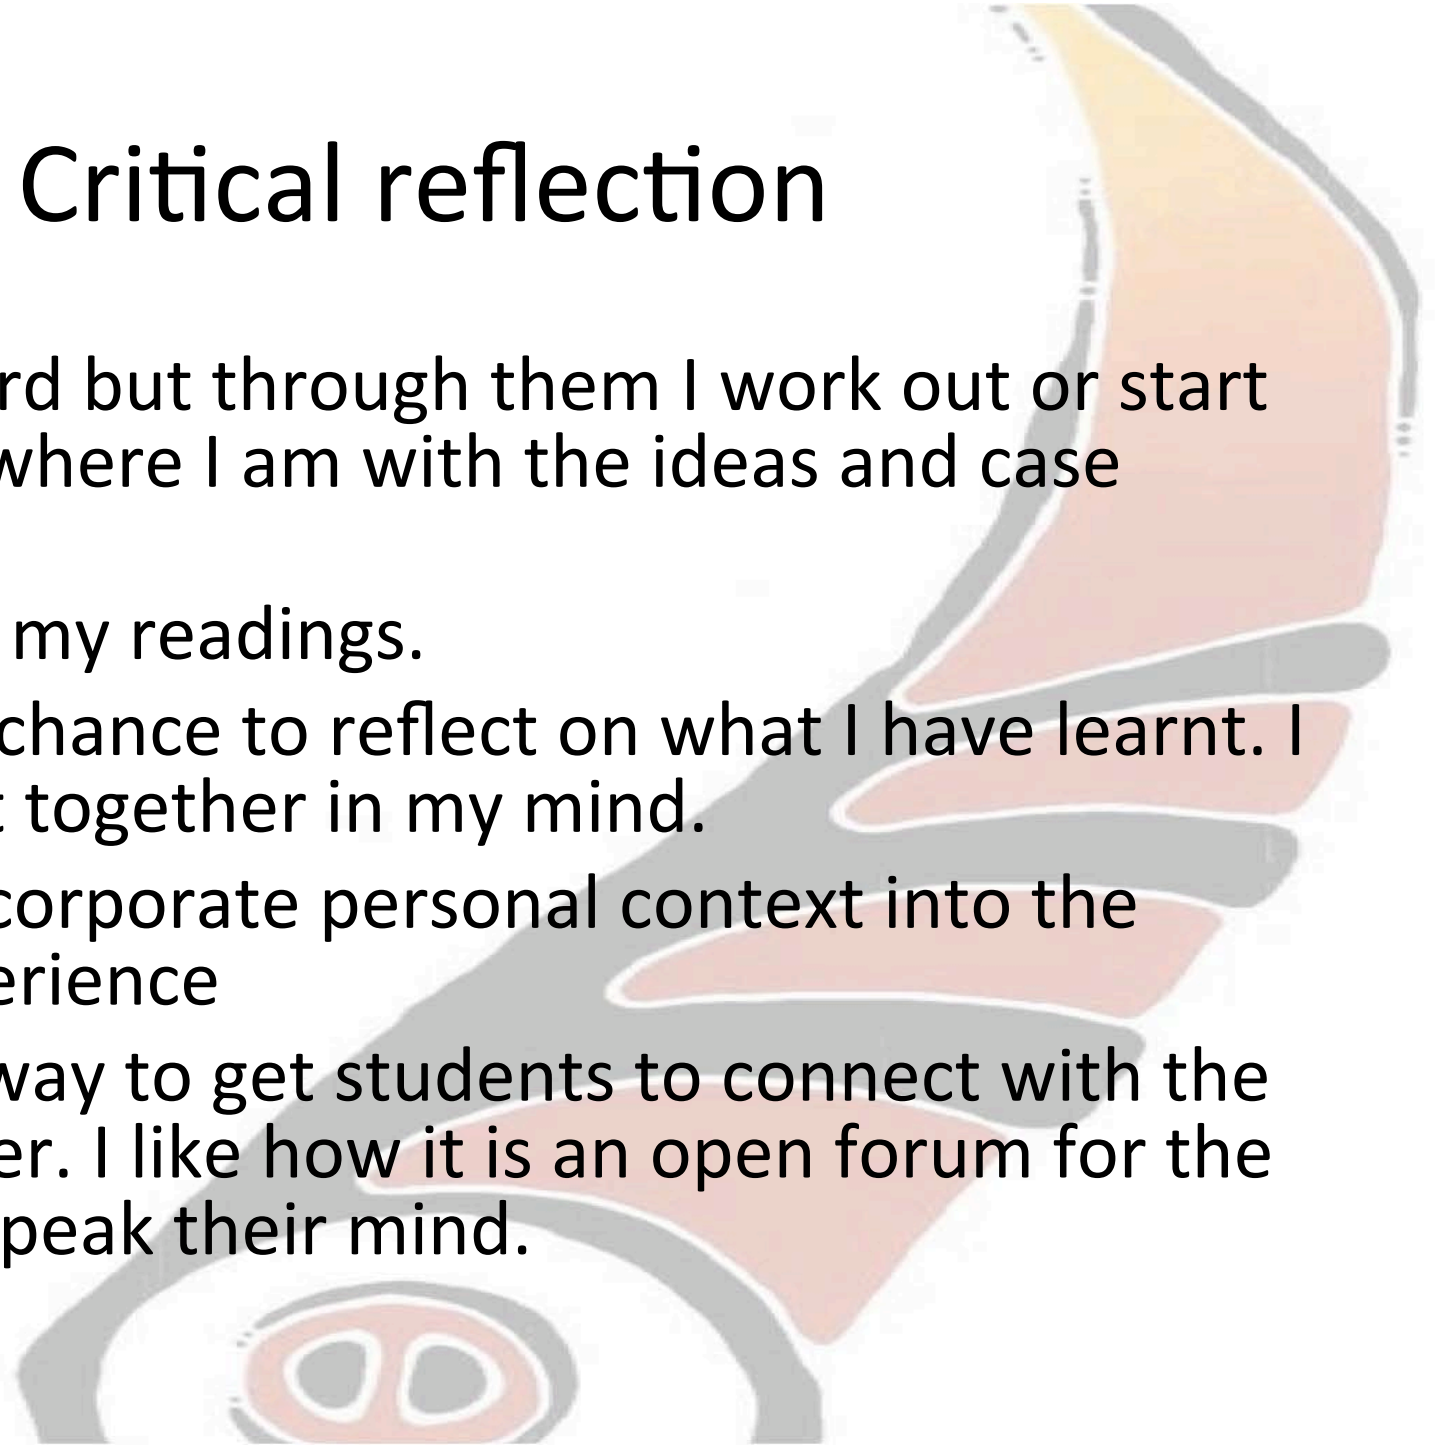 Critical reflection
rd but through them I work out or start
where I am with the ideas and case
my readings.
chance to reflect on what I have learnt. I
t together in my mind.
corporate personal context into the
erience
way to get students to connect with the
er. I like how it is an open forum for the
peak their mind.